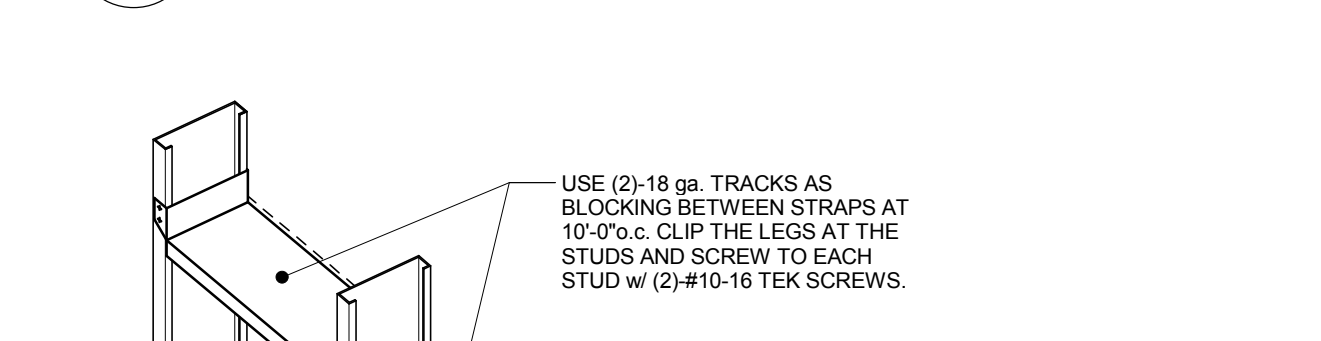 USE (2)-18 ga. TRACKS AS
BLOCKING BETWEEN STRAPS AT
10'-0"o.c. CLIP THE LEGS AT THE
STUDS AND SCREW TO EACH
STUD w/ (2)-#10-16 TEK SCREWS.